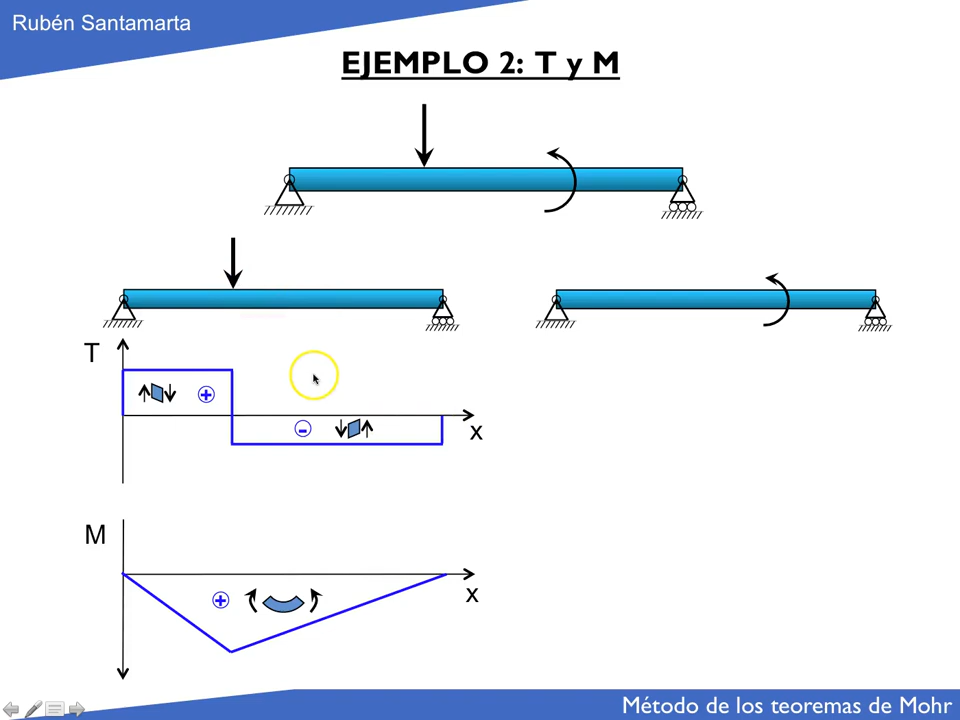 Rubén Santamarta
EJEMPLO 2: T y M
T
+
-
x
M
+
x
Método de los teoremas de Mohr